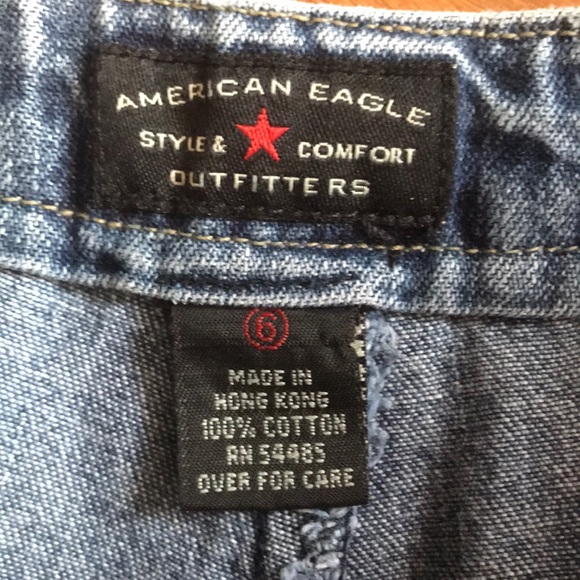 AMERICAN EAGLE
STYLE & COMFORT
OUTFITTERS
6
MADE IN
HONG KONG
100% COTTON
RN 54485
OVER FOR CARE